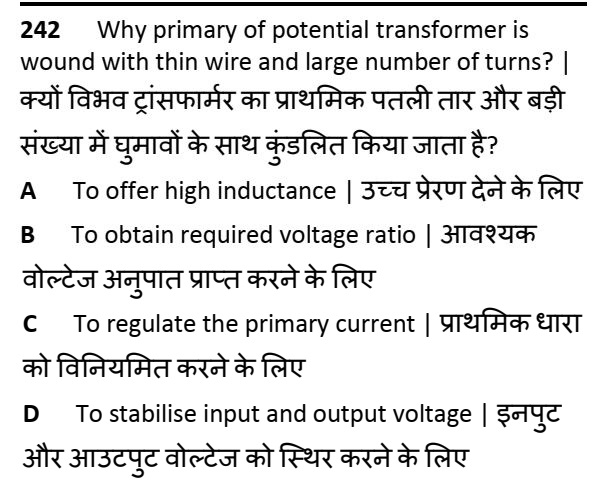 242 Why primary of potential transformer is
wound with thin wire and large number of turns? |
क्यों विभव ट्रांसफार्मर का प्राथमिक पतली तार और बड़ी
संख्या में घुमावों के साथ कुंडलित किया जाता है?
A To offer high inductance | उच्च प्रेरण देने के लिए
B To obtain required voltage ratio | आवश्यक
वोल्टेज अनुपात प्राप्त करने के लिए
C To regulate the primary current | प्राथमिक धारा
को विनियमित करने के लिए
D To stabilise input and output voltage | इनपुट
और आउटपुट वोल्टेज को स्थिर करने के लिए